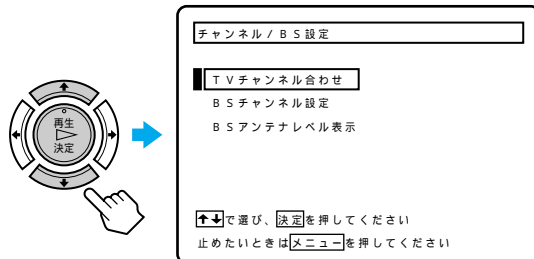 再生
決定
チャンネル/BS設定
TVチャンネル合わせ
BSチャンネル設定
BSアンテナレベル表示
↑↓で選び、決定を押してください
止めたいときはメニューを押してください